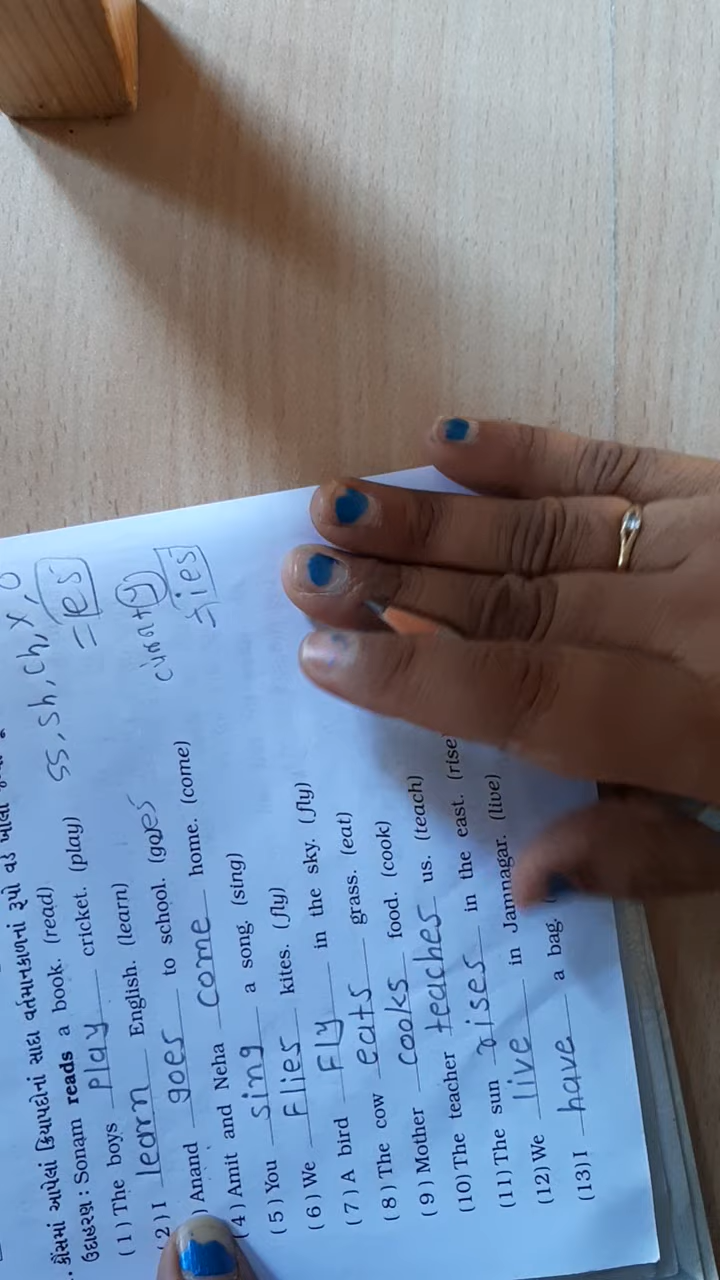 . કૌંસમાં આપેલાં ક્રિયાપદોનાં સાદા વર્તમાનકાળનાં રૂપો વડે ખાલી
ઉદાહરણ : Sonam reads a book. (read)
ss, sh, ch, x, o
= es
(1) The boys play cricket. (play)
(2) I learn English. (learn)
y
= ies
) Anand goes to school. (goes
4) Amit and Neha come home. (come)
(5) You sing a song. (sing)
(6) We Flies kites. (fly)
(7) A bird Fly in the sky. (fly)
(8) The cow eats grass. (eat)
(9) Mother cooks food. (cook)
(10) The teacher teaches us. (teach)
(11) The sun rises in the east. (rise
(12) We live in Jamnagar. (live)
(13) I have a bag. (